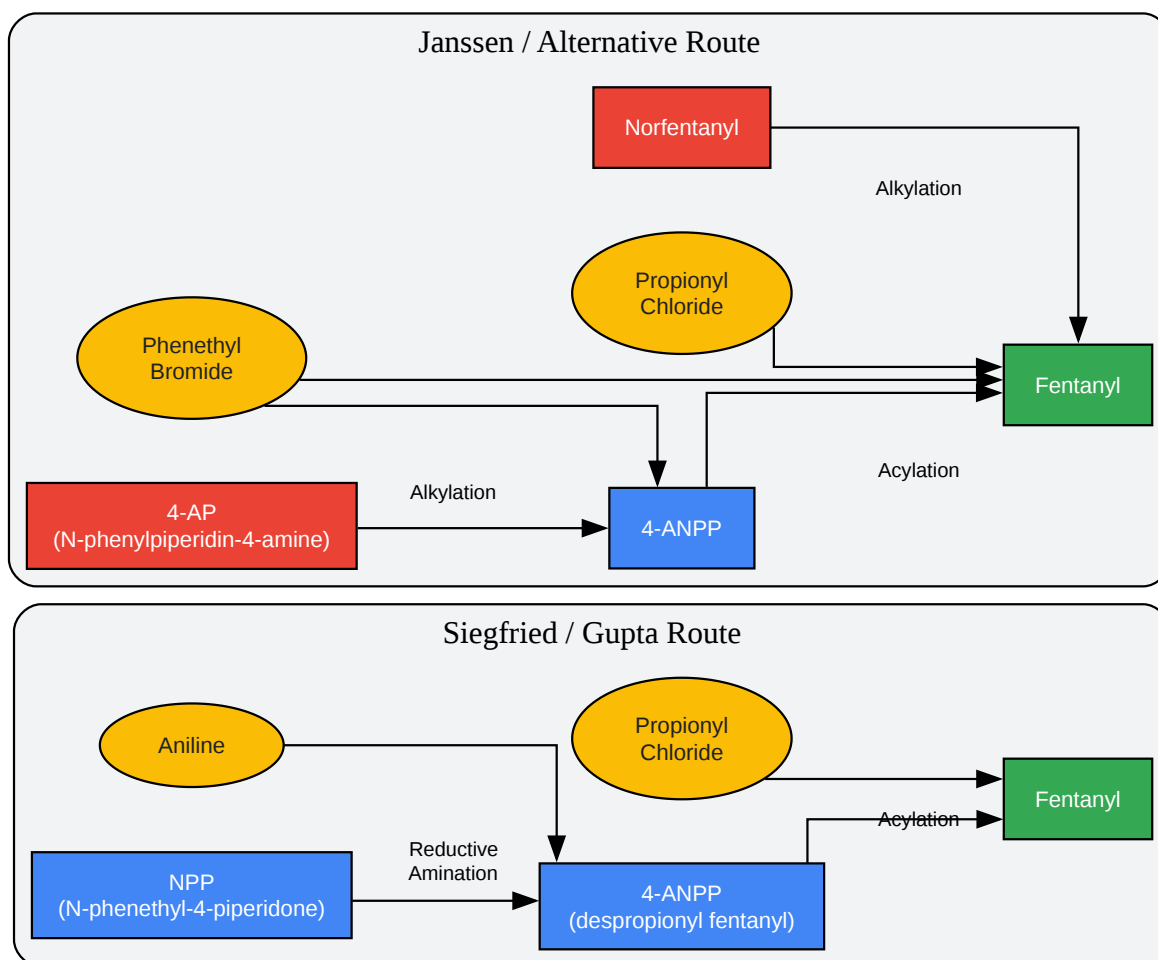 Janssen / Alternative Route
Norfentanyl
Alkylation
Propionyl
Chloride
Phenethyl
Bromide
Fentanyl
Acylation
Alkylation
4-AP
(N-phenylpiperidin-4-amine)
4-ANPP
Siegfried / Gupta Route
Aniline
Propionyl
Chloride
Fentanyl
Acylation
Reductive
Amination
NPP
(N-phenethyl-4-piperidone)
4-ANPP
(despropionyl fentanyl)